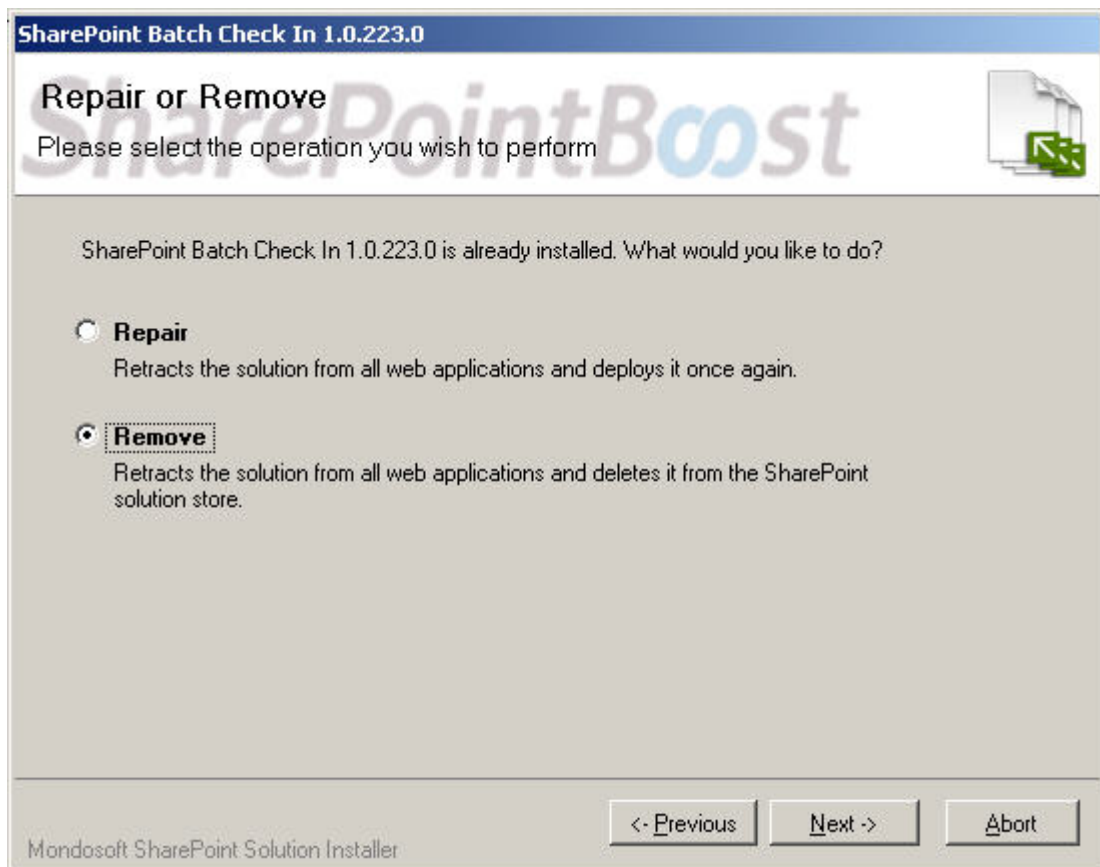 SharePoint Batch Check In 1.0.223.0
SharePointBoost
Repair or Remove
Please select the operation you wish to perform
SharePoint Batch Check In 1.0.223.0 is already installed. What would you like to do?
Repair
Retracts the solution from all web applications and deploys it once again.
Remove
Retracts the solution from all web applications and deletes it from the SharePoint
solution store.
<- Previous
Next ->
Abort
Mondosoft SharePoint Solution Installer